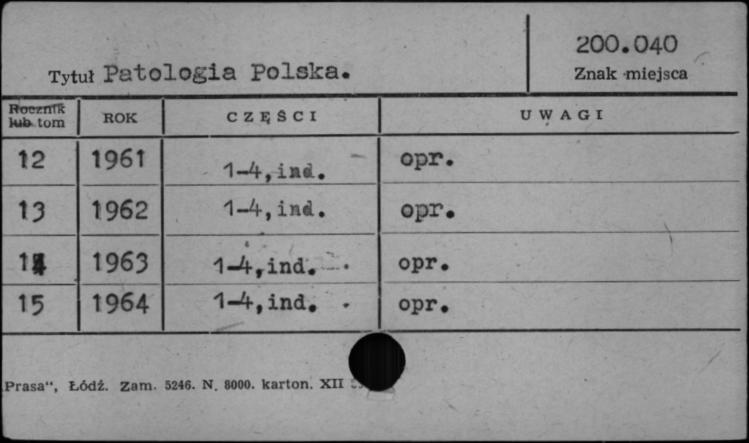 200.040
Tytuł Patologia Polska.
Znak miejsca
Rocznik lub tom ROK CZĘŚCI UWAGI
12 1961 1-4, ind. opr.
13 1962 1-4, ind. opr.
14 1963 1-4, ind. opr.
15 1964 1-4, ind. opr.
Prasa", Łódź. Zam. 5246. N. 8000. karton. XII